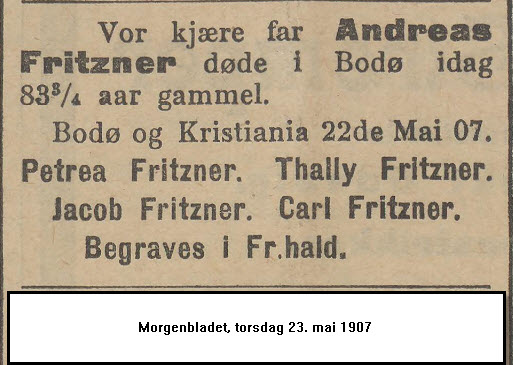 Vor kjære far Andreas
Fritzner døde i Bodø idag
83¾ aar gammel.
Bodø og Kristiania 22de Mai 07.
Petrea Fritzner. Thally Fritzner.
Jacob Fritzner. Carl Fritzner.
Begraves i Fr.hald.
Morgenbladet, torsdag 23. mai 1907